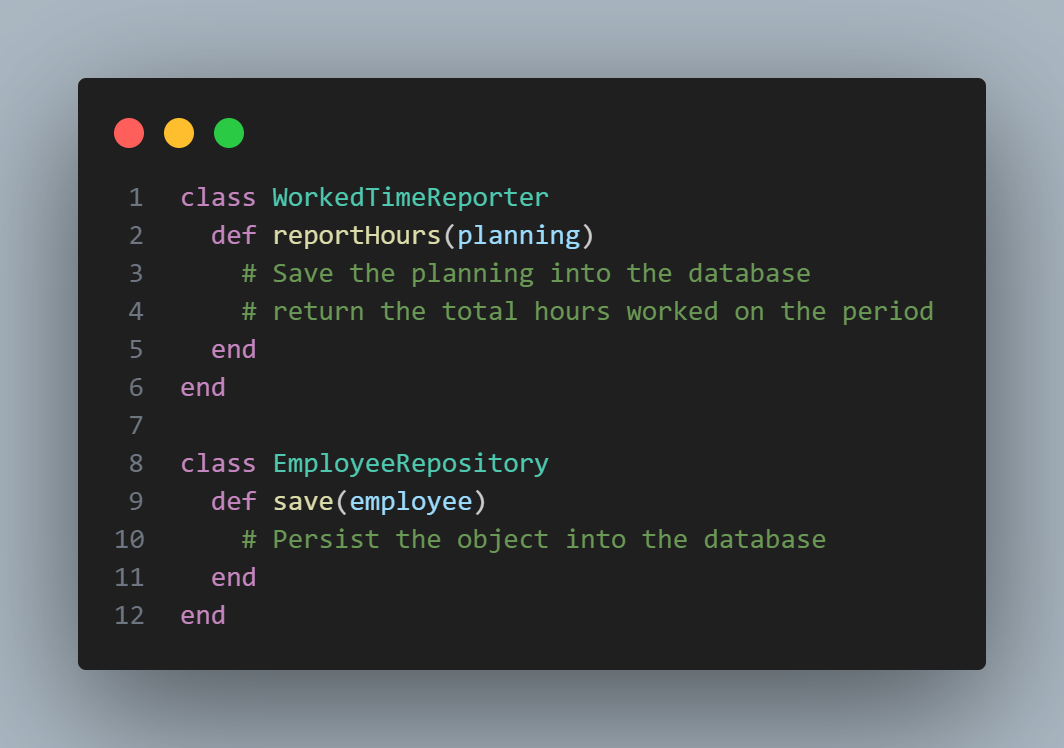 1 class WorkedTimeReporter
2   def reportHours(planning)
3     # Save the planning into the database
4     # return the total hours worked on the period
5   end
6 end
7
8 class EmployeeRepository
9   def save(employee)
10     # Persist the object into the database
11   end
12 end